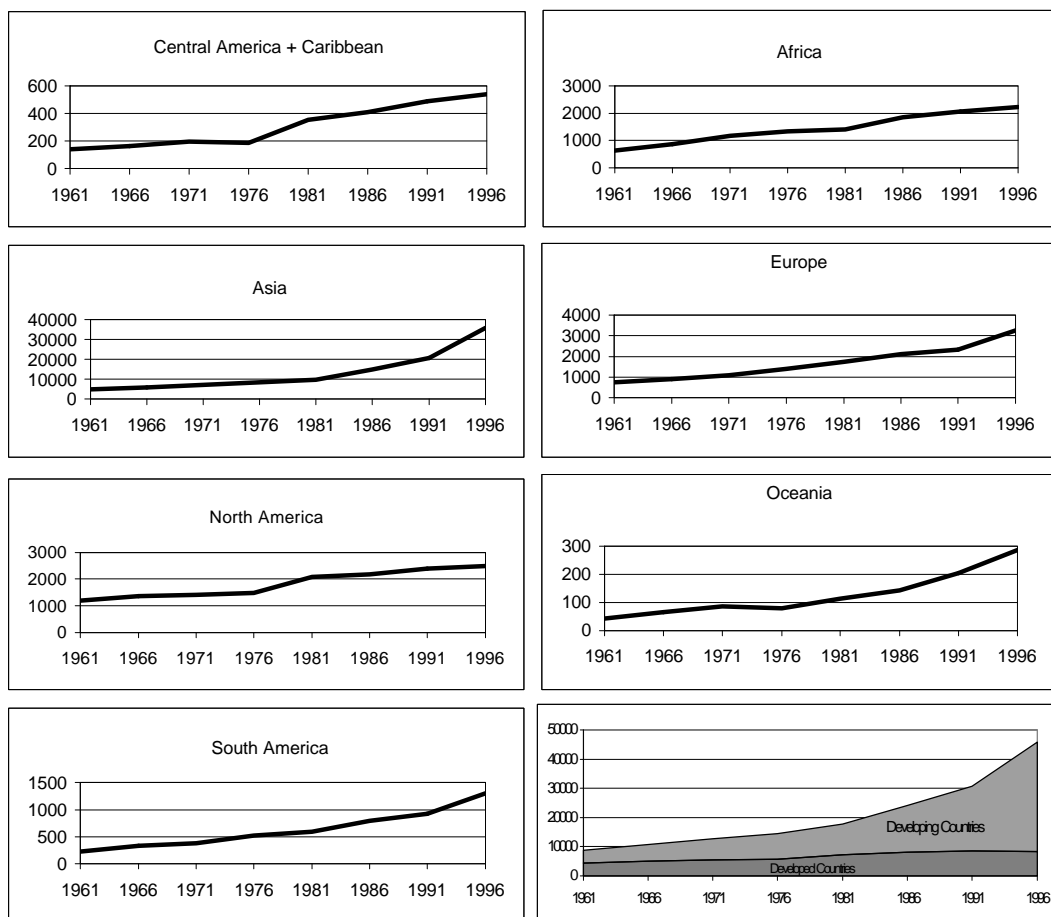 Central America + Caribbean
600
400
200
0
1961 1966 1971 1976 1981 1986 1991 1996
Africa
3000
2000
1000
0
1961 1966 1971 1976 1981 1986 1991 1996
Asia
40000
30000
20000
10000
0
1961 1966 1971 1976 1981 1986 1991 1996
Europe
4000
3000
2000
1000
0
1961 1966 1971 1976 1981 1986 1991 1996
North America
3000
2000
1000
0
1961 1966 1971 1976 1981 1986 1991 1996
Oceania
300
200
100
0
1961 1966 1971 1976 1981 1986 1991 1996
South America
1500
1000
500
0
1961 1966 1971 1976 1981 1986 1991 1996
50000
40000
30000
20000
10000
0
Developing Countries
Developed Countries
1961 1966 1971 1976 1981 1986 1991 1996